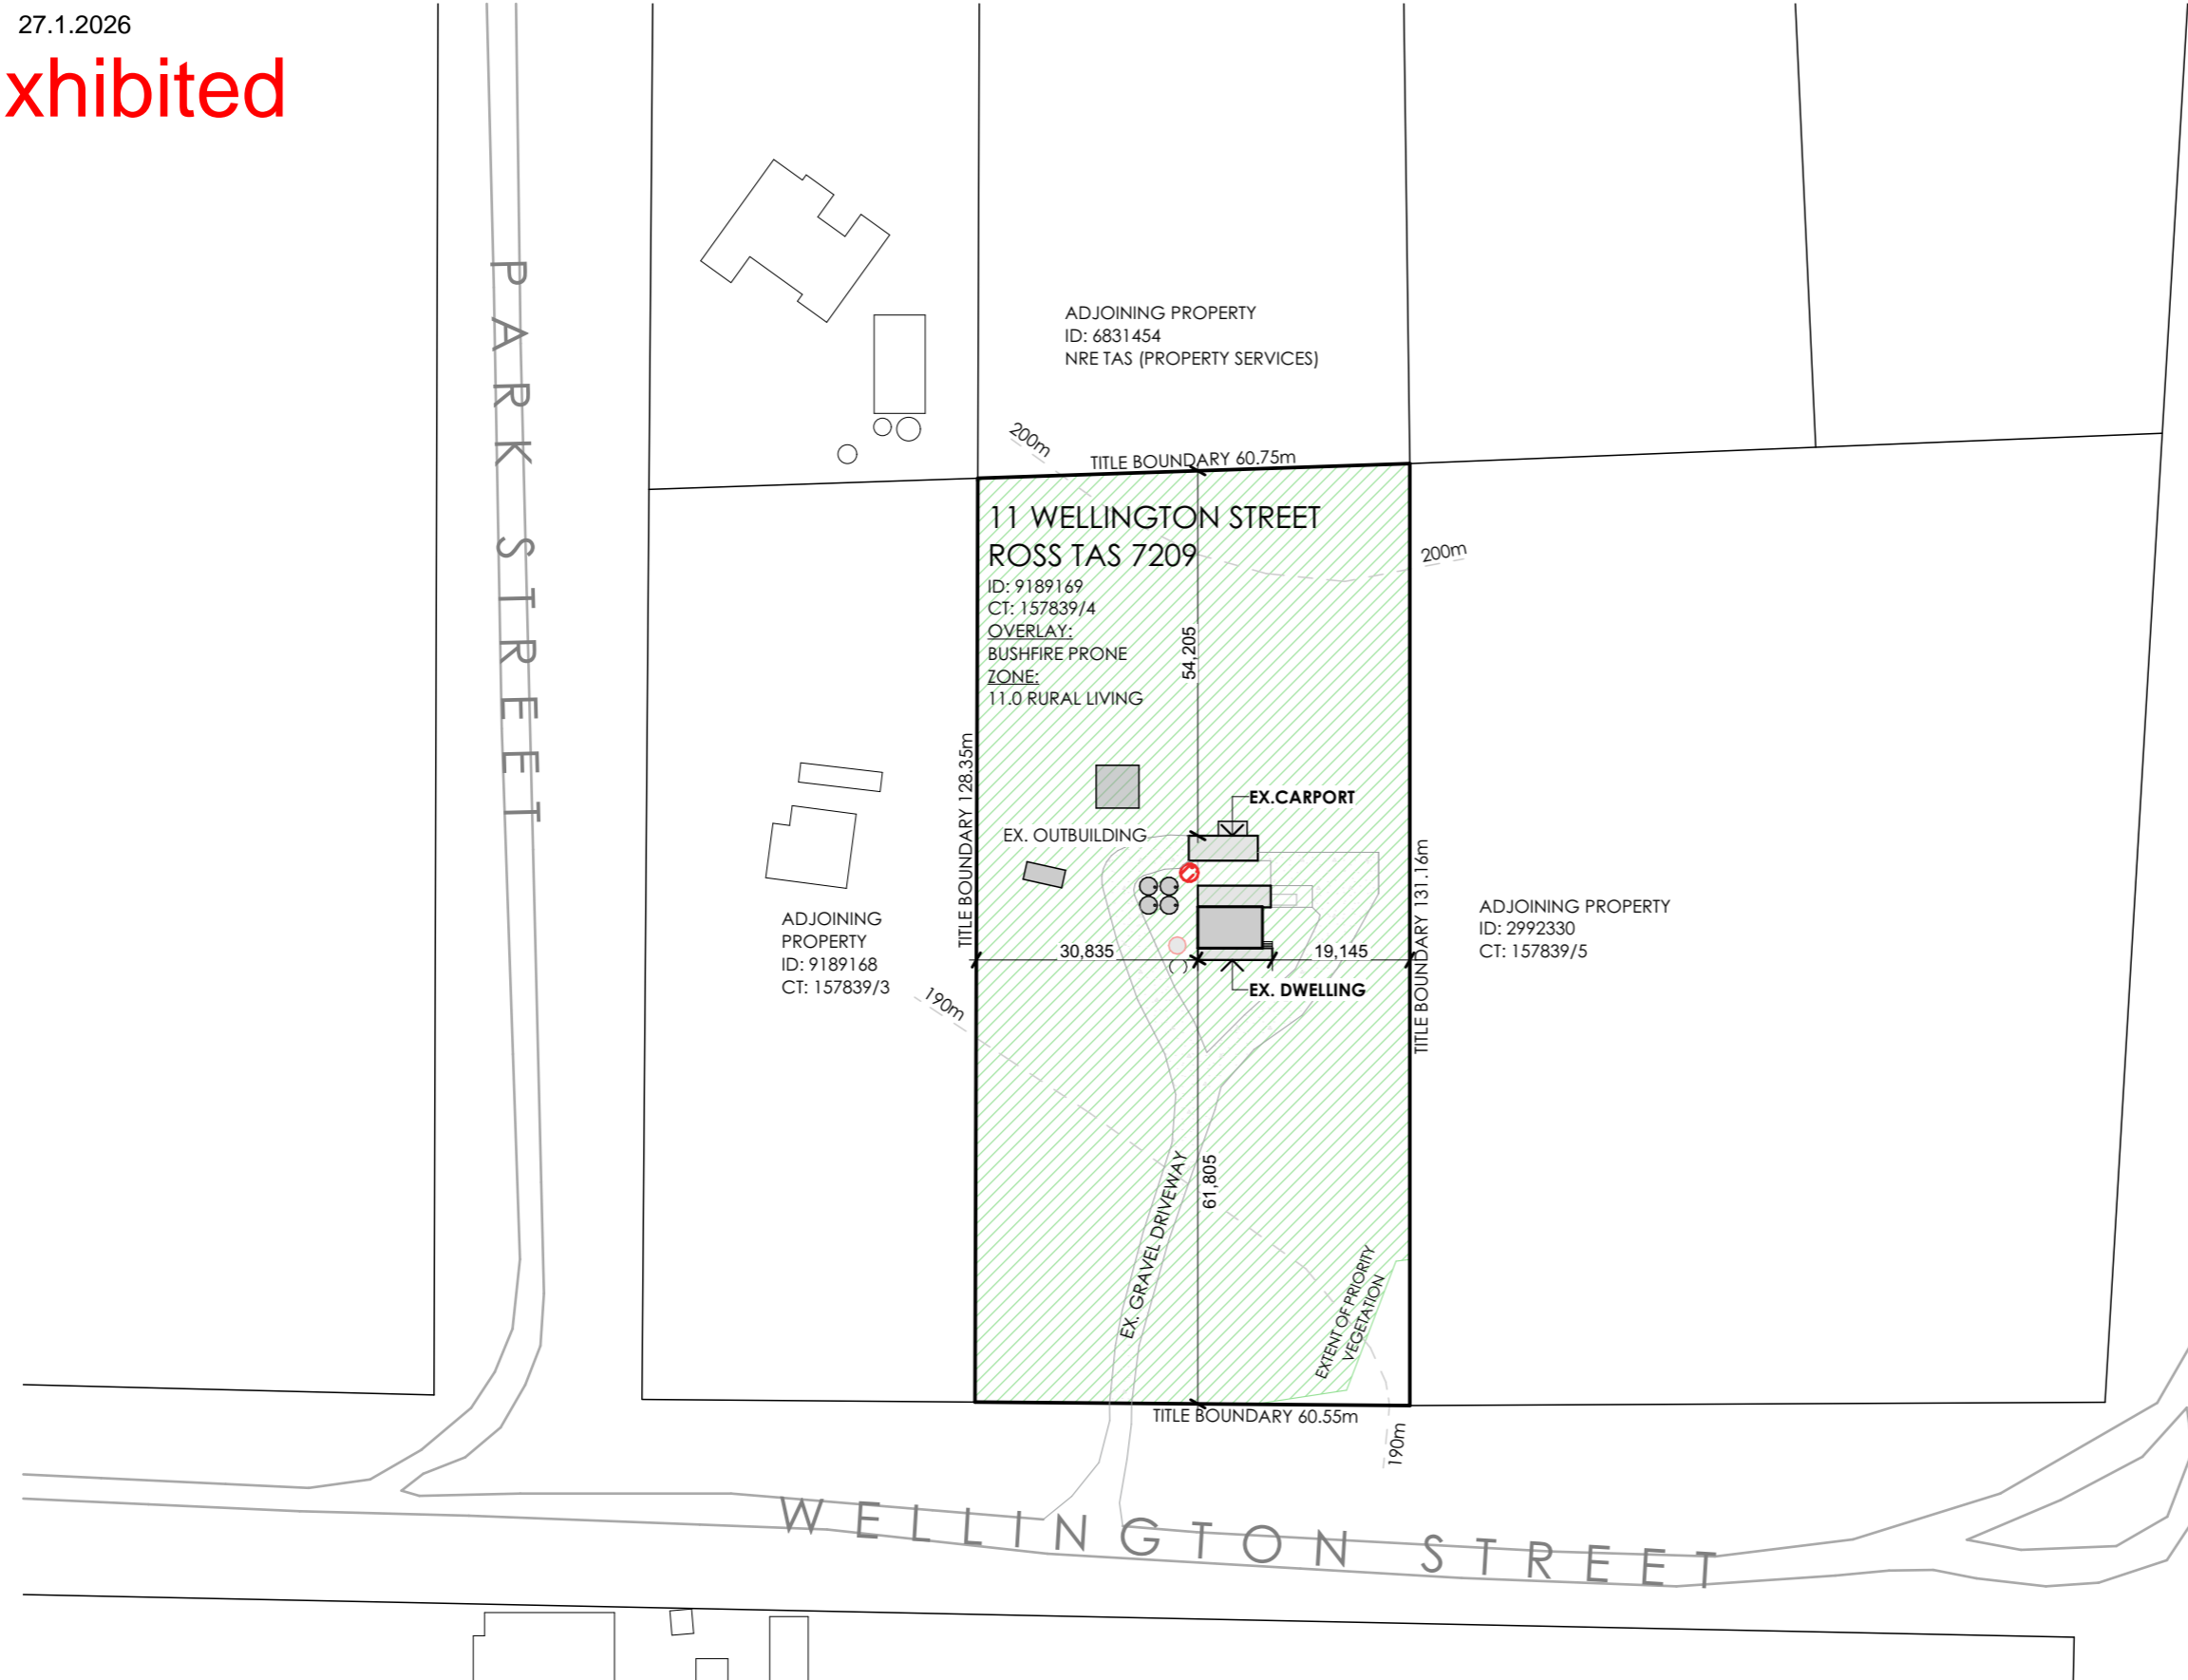 27.1.2026
xhibited
PARK STREET
ADJOINING PROPERTY
ID: 6831454
NRE TAS (PROPERTY SERVICES)
200m
TITLE BOUNDARY 60.75m
11 WELLINGTON STREET
ROSS TAS 7209
200m
ID: 9189169
CT: 157839/4
OVERLAY:
BUSHFIRE PRONE
ZONE:
11.0 RURAL LIVING
54,205
TITLE BOUNDARY 128.35m
EX.CARPORT
EX. OUTBUILDING
TITLE BOUNDARY 131.16m
ADJOINING
PROPERTY
ID: 9189168
CT: 157839/3
ADJOINING PROPERTY
ID: 2992330
CT: 157839/5
30,835
19,145
EX. DWELLING
190m
61,805
EX. GRAVEL DRIVEWAY
EXTENT OF PRIORITY
VEGETATION
TITLE BOUNDARY 60.55m
190m
WELLINGTON STREET